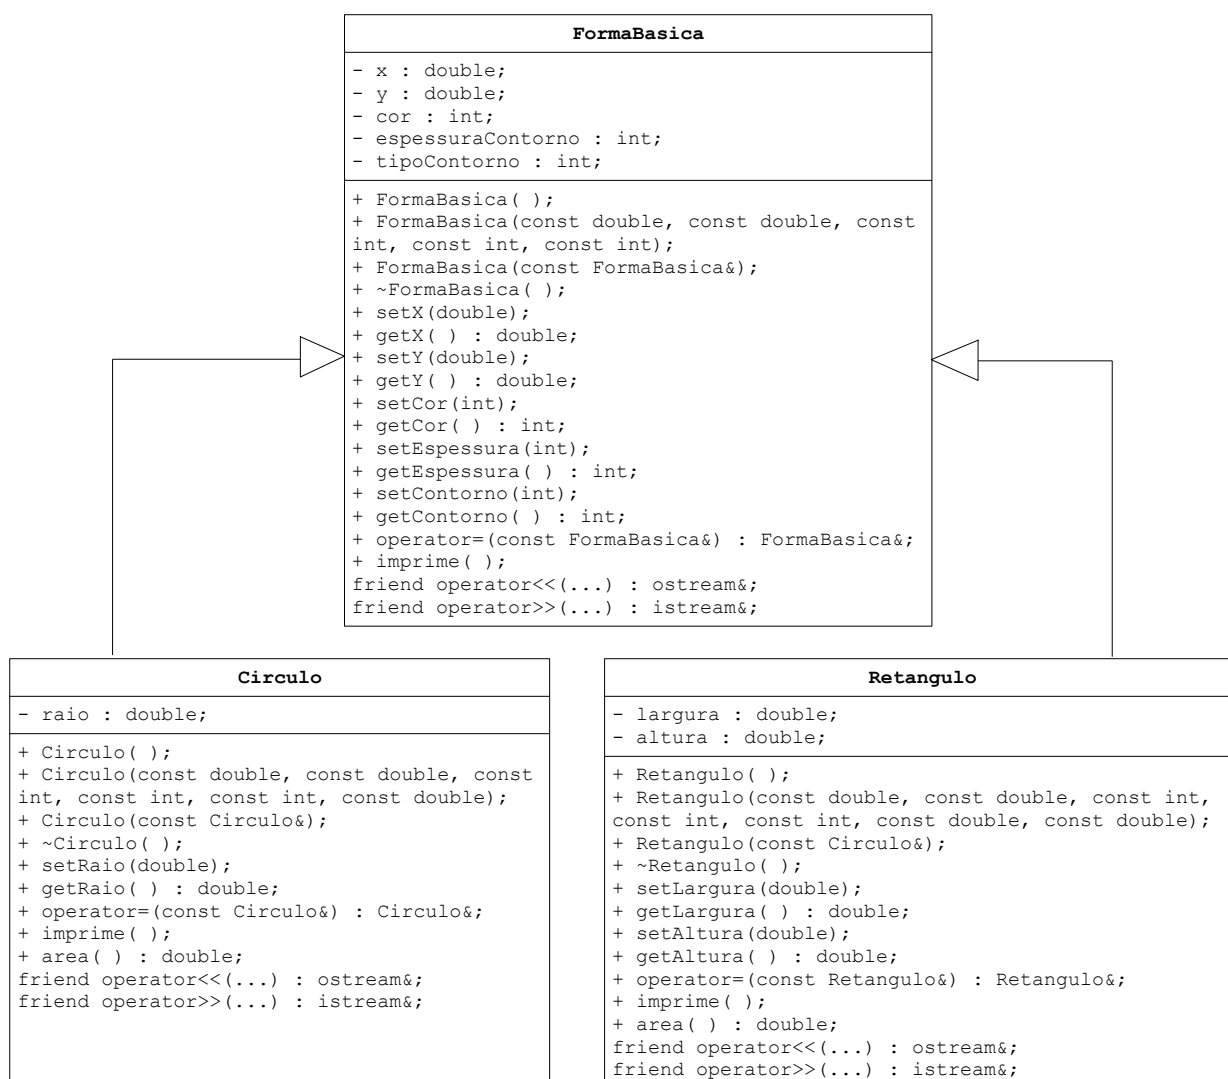 FormaBasica
- x : double;
- y : double;
- cor : int;
- espessuraContorno : int;
- tipoContorno : int;
+ FormaBasica( );
+ FormaBasica(const double, const double, const
int, const int, const int);
+ FormaBasica(const FormaBasica&);
+ ~FormaBasica( );
+ setX(double);
+ getX( ) : double;
+ setY(double);
+ getY( ) : double;
+ setCor(int);
+ getCor( ) : int;
+ setEspessura(int);
+ getEspessura( ) : int;
+ setContorno(int);
+ getContorno( ) : int;
+ operator=(const FormaBasica&) : FormaBasica&;
+ imprime( );
friend operator<<(...) : ostream&;
friend operator>>(...) : istream&;
Circulo
- raio : double;
+ Circulo( );
+ Circulo(const double, const double, const
int, const int, const int, const double);
+ Circulo(const Circulo&);
+ ~Circulo( );
+ setRaio(double);
+ getRaio( ) : double;
+ operator=(const Circulo&) : Circulo&;
+ imprime( );
+ area( ) : double;
friend operator<<(...) : ostream&;
friend operator>>(...) : istream&;
Retangulo
- largura : double;
- altura : double;
+ Retangulo( );
+ Retangulo(const double, const double, const int,
const int, const int, const double, const double);
+ Retangulo(const Circulo&);
+ ~Retangulo( );
+ setLargura(double);
+ getLargura( ) : double;
+ setAltura(double);
+ getAltura( ) : double;
+ operator=(const Retangulo&) : Retangulo&;
+ imprime( );
+ area( ) : double;
friend operator<<(...) : ostream&;
friend operator>>(...) : istream&;